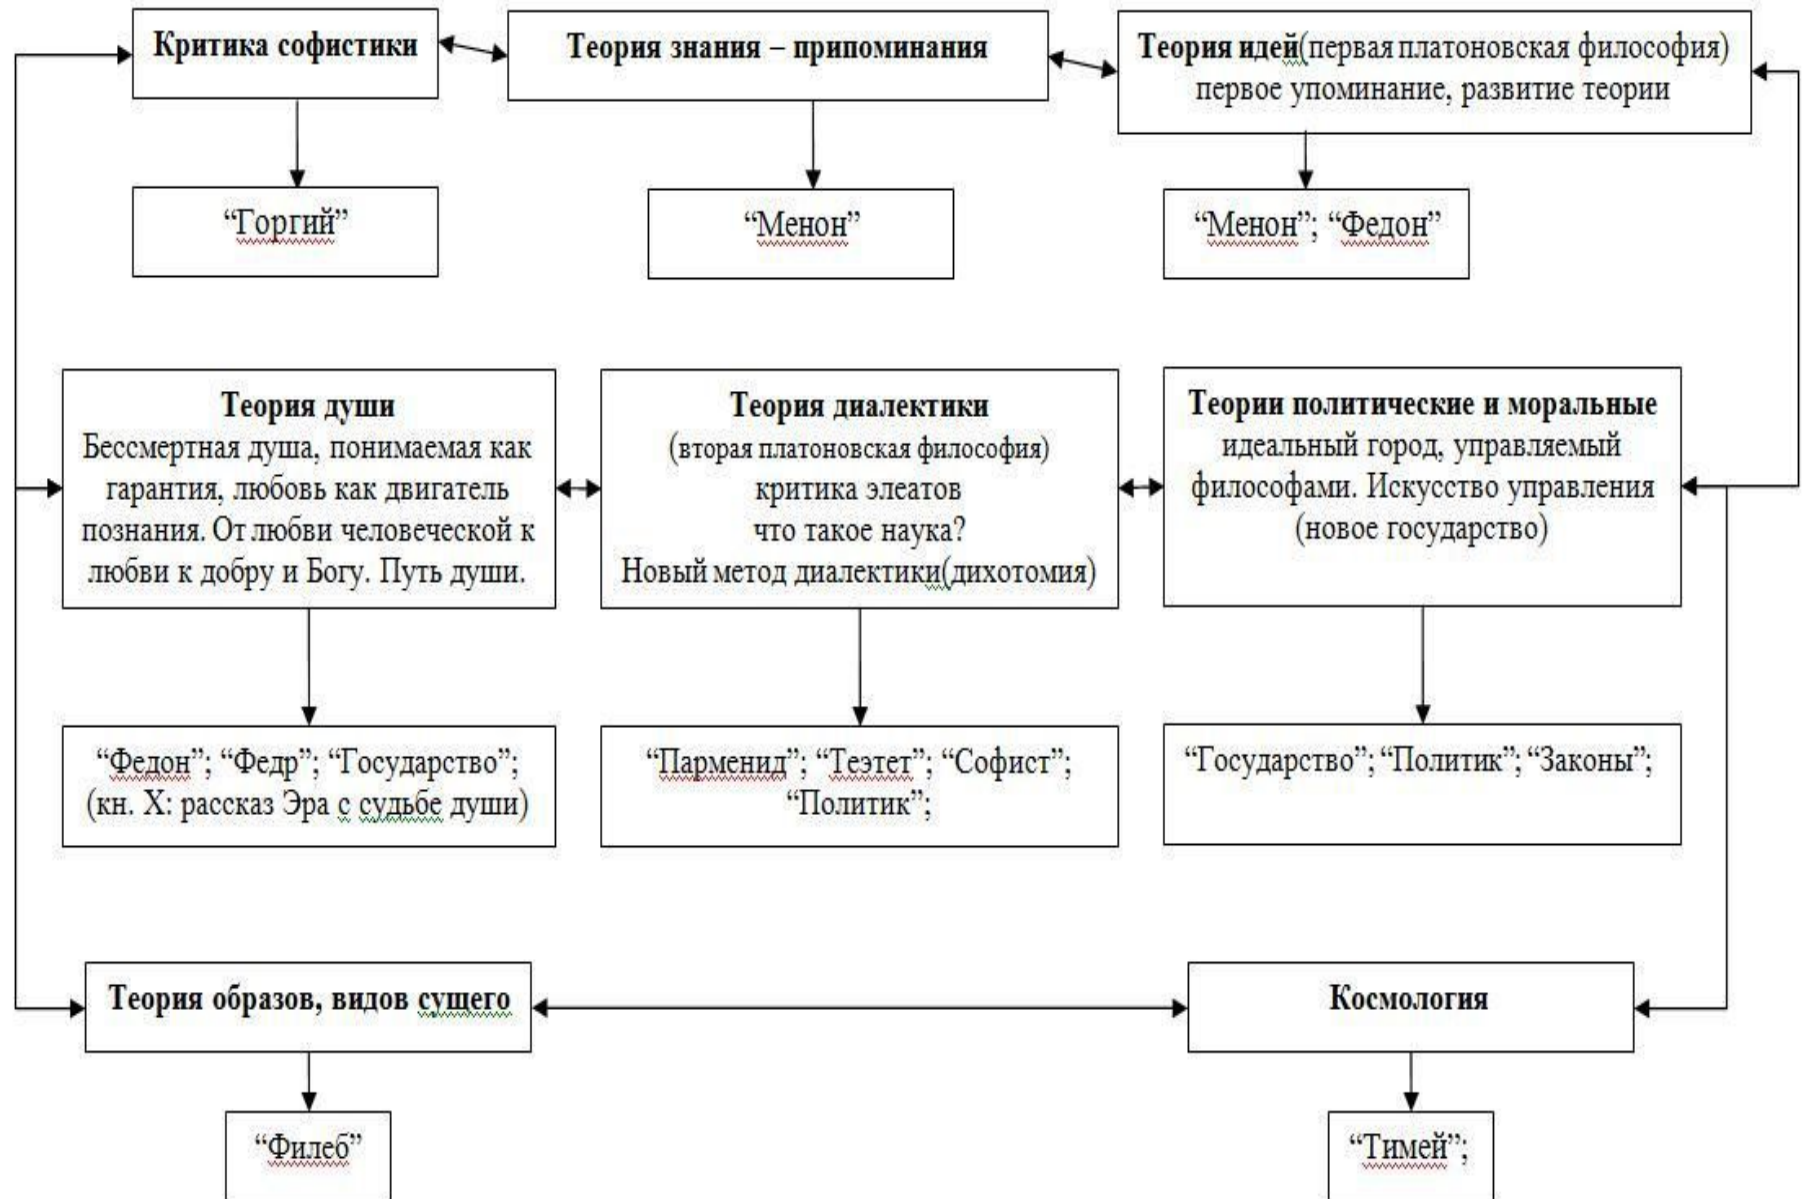 Критика софистики
Теория знания – припоминания
Теория идей(первая платоновская философия)
первое упоминание, развитие теории
“Горгий”
“Менон”
“Менон”; “Федон”
Теория души
Бессмертная душа, понимаемая как
гарантия, любовь как двигатель
познания. От любви человеческой к
любви к добру и Богу. Путь души.
Теория диалектики
(вторая платоновская философия)
критика элеатов
что такое наука?
Новый метод диалектики(дихотомия)
Теории политические и моральные
идеальный город, управляемый
философами. Искусство управления
(новое государство)
“Федон”; “Федр”; “Государство”;
(кн. X: рассказ Эра с судьбе души)
“Парменид”; “Теэтет”; “Софист”;
“Политик”;
“Государство”; “Политик”; “Законы”;
Теория образов, видов сущего
Космология
“Филеб”
“Тимей”;